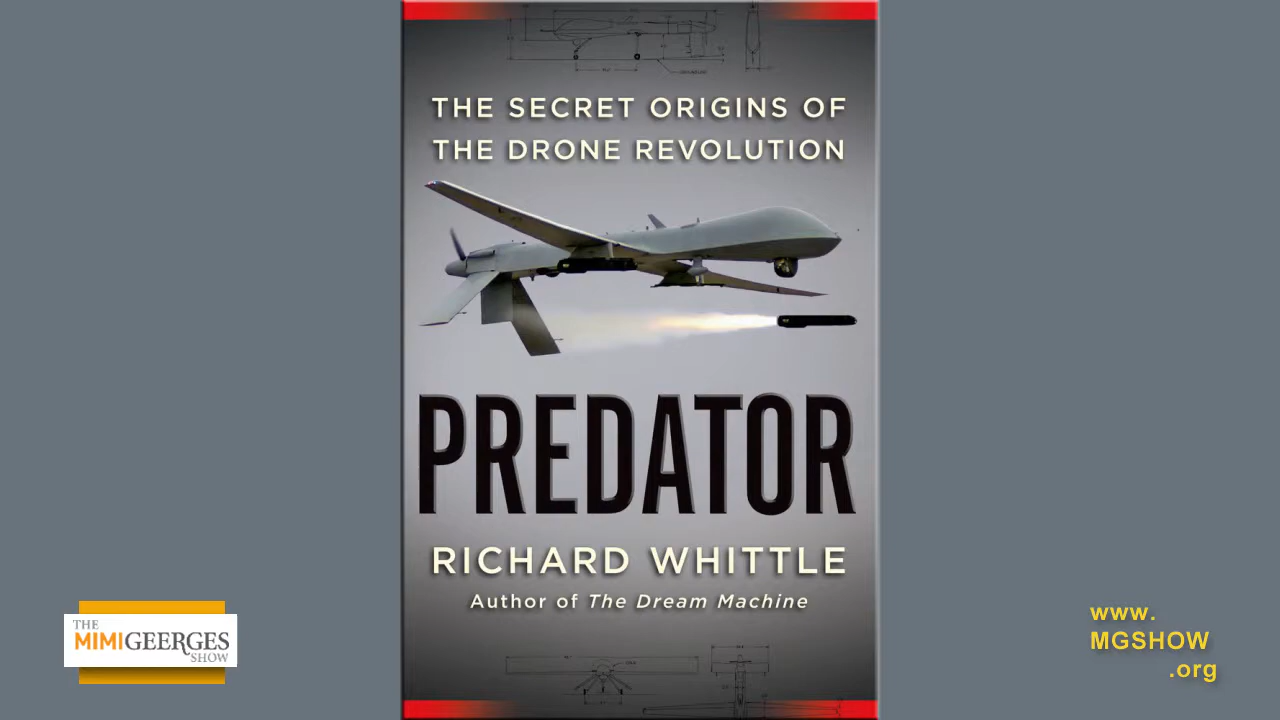 THE SECRET ORIGINS OF
THE DRONE REVOLUTION
PREDATOR
RICHARD WHITTLE
Author of The Dream Machine
THE
MIMIGEERGES
SHOW
www.
MGSHOW
.org